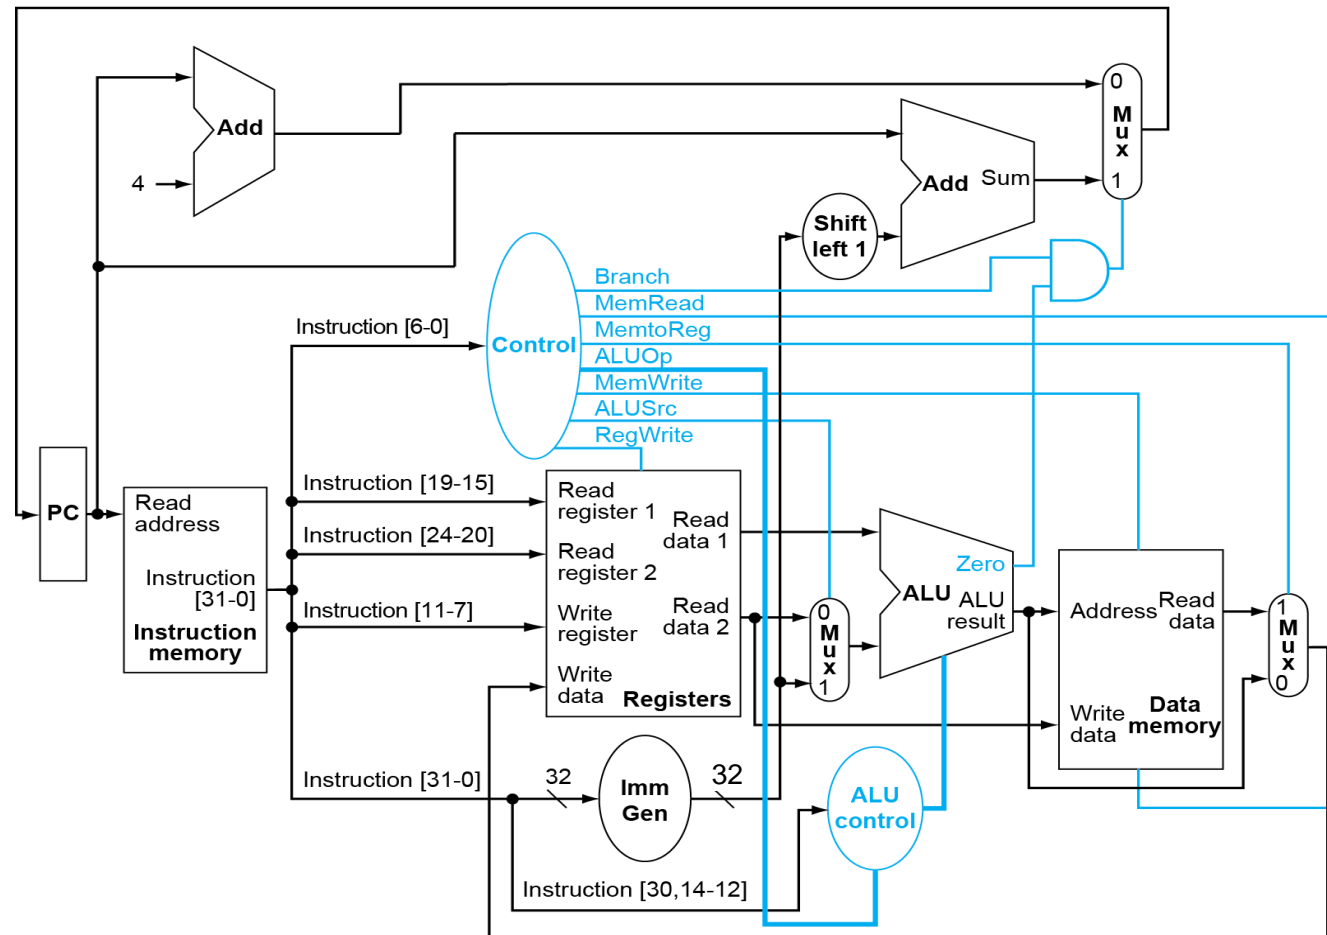 0
M
u
x
1
Add
4
Add
Sum
Shift
left 1
Branch
MemRead
MemtoReg
ALUOp
MemWrite
ALUSrc
RegWrite
Control
Instruction [6-0]
PC
Read
address
Instruction
[31-0]
Instruction
memory
Instruction [19-15]
Instruction [24-20]
Instruction [11-7]
Instruction [31-0]
Read
register 1
Read
register 2
Write
register
Write
data
Read
data 1
Read
data 2
Registers
0
M
u
x
1
Zero
ALU
ALU
result
Address
Read
data
Write
data
Data
memory
1
M
u
x
0
32
Imm
Gen
32
ALU
control
Instruction [30,14-12]